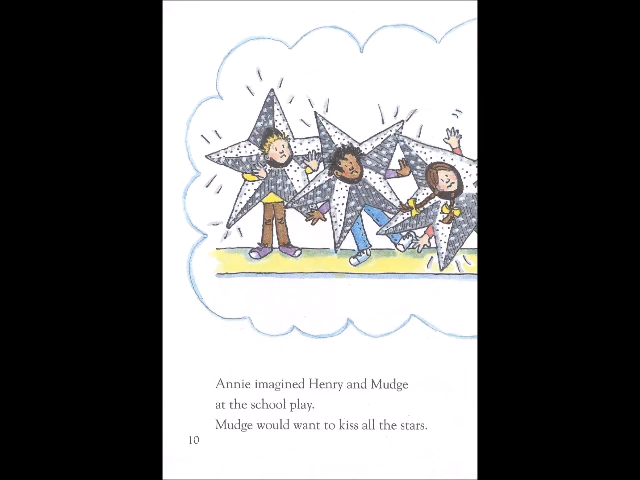 Annie imagined Henry and Mudge
at the school play.
Mudge would want to kiss all the stars.
10